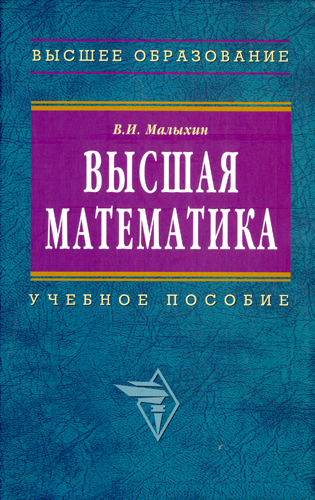 ВЫСШЕЕ ОБРАЗОВАНИЕ
В.И. Малыхин
ВЫСШАЯ
МАТЕМАТИКА
УЧЕБНОЕ ПОСОБИЕ